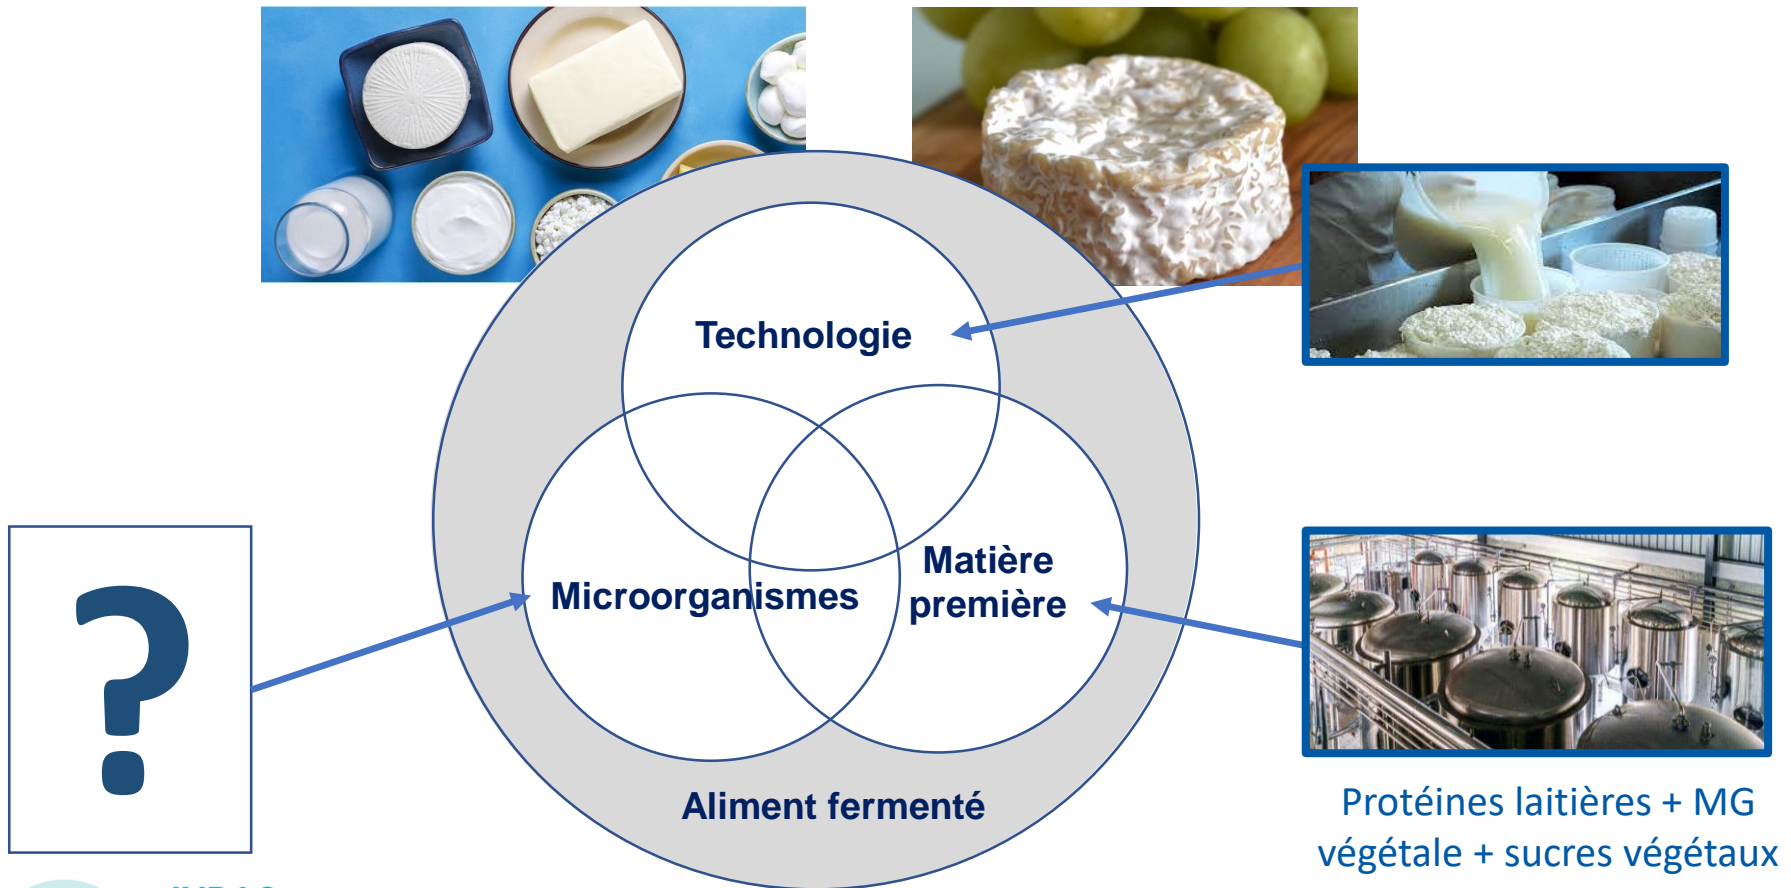 Technologie
Microorganismes
Matière
première
?
Aliment fermenté
Protéines laitières + MG
végétale + sucres végétaux